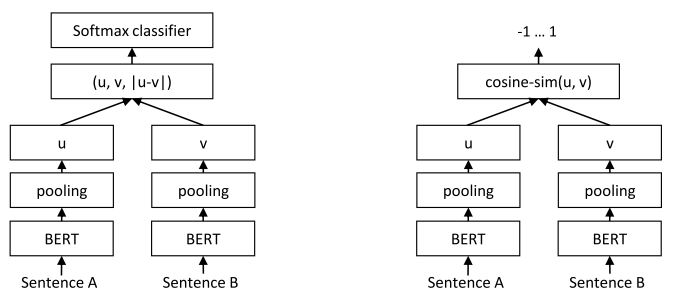 Softmax classifier
(u, v, |u-v|)
u
v
pooling
pooling
BERT
BERT
Sentence A
Sentence B
-1 … 1
cosine-sim(u, v)
u
v
pooling
pooling
BERT
BERT
Sentence A
Sentence B